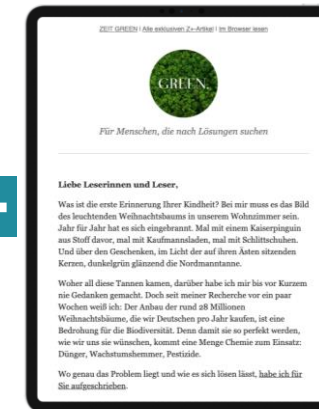 ZEIT GREEN | Alle exklusiven Z+-Artikel | Im Browser lesen
GREEN.
Für Menschen, die nach Lösungen suchen
Liebe Leserinnen und Leser,
Was ist die erste Erinnerung Ihrer Kindheit? Bei mir muss es das Bild
des leuchtenden Weihnachtsbaums in unserem Wohnzimmer sein.
Jahr für Jahr hat es sich eingebrannt. Mal mit einem Kaiserpinguin
aus Stoff davor, mal mit Kaufmannsladen, mal mit Schlittschuhen.
Und über den Geschenken, im Licht der auf ihren Ästen sitzenden
Kerzen, dunkelgrün glänzend die Nordmanntanne.
Woher all diese Tannen kamen, darüber habe ich mir bis vor Kurzem
nie Gedanken gemacht. Doch seit meiner Recherche vor ein paar
Wochen weiß ich: Der Anbau der rund 28 Millionen
Weihnachtsbäume, die wir Deutschen pro Jahr kaufen, ist eine
Bedrohung für die Biodiversität. Denn damit sie so perfekt werden,
wie wir uns sie wünschen, kommt eine Menge Chemie zum Einsatz:
Dünger, Wachstumshemmer, Pestizide.
Wo genau das Problem liegt und wie es sich lösen lässt, habe ich für
Sie aufgeschrieben.